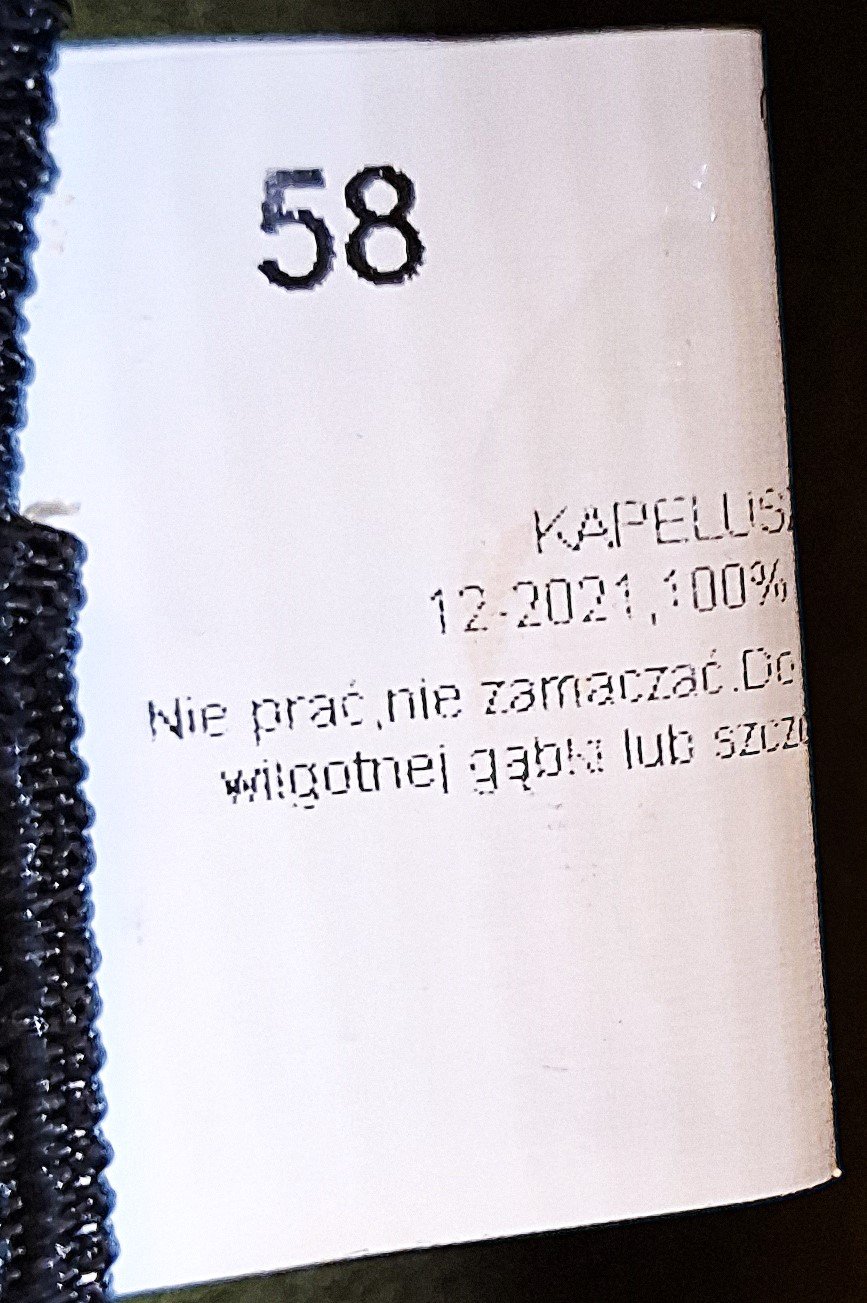 58
KAPELUS
12-2021,100%
Nie prać,nie zamaczać.Do
wilgotnej gąbki lub szcz